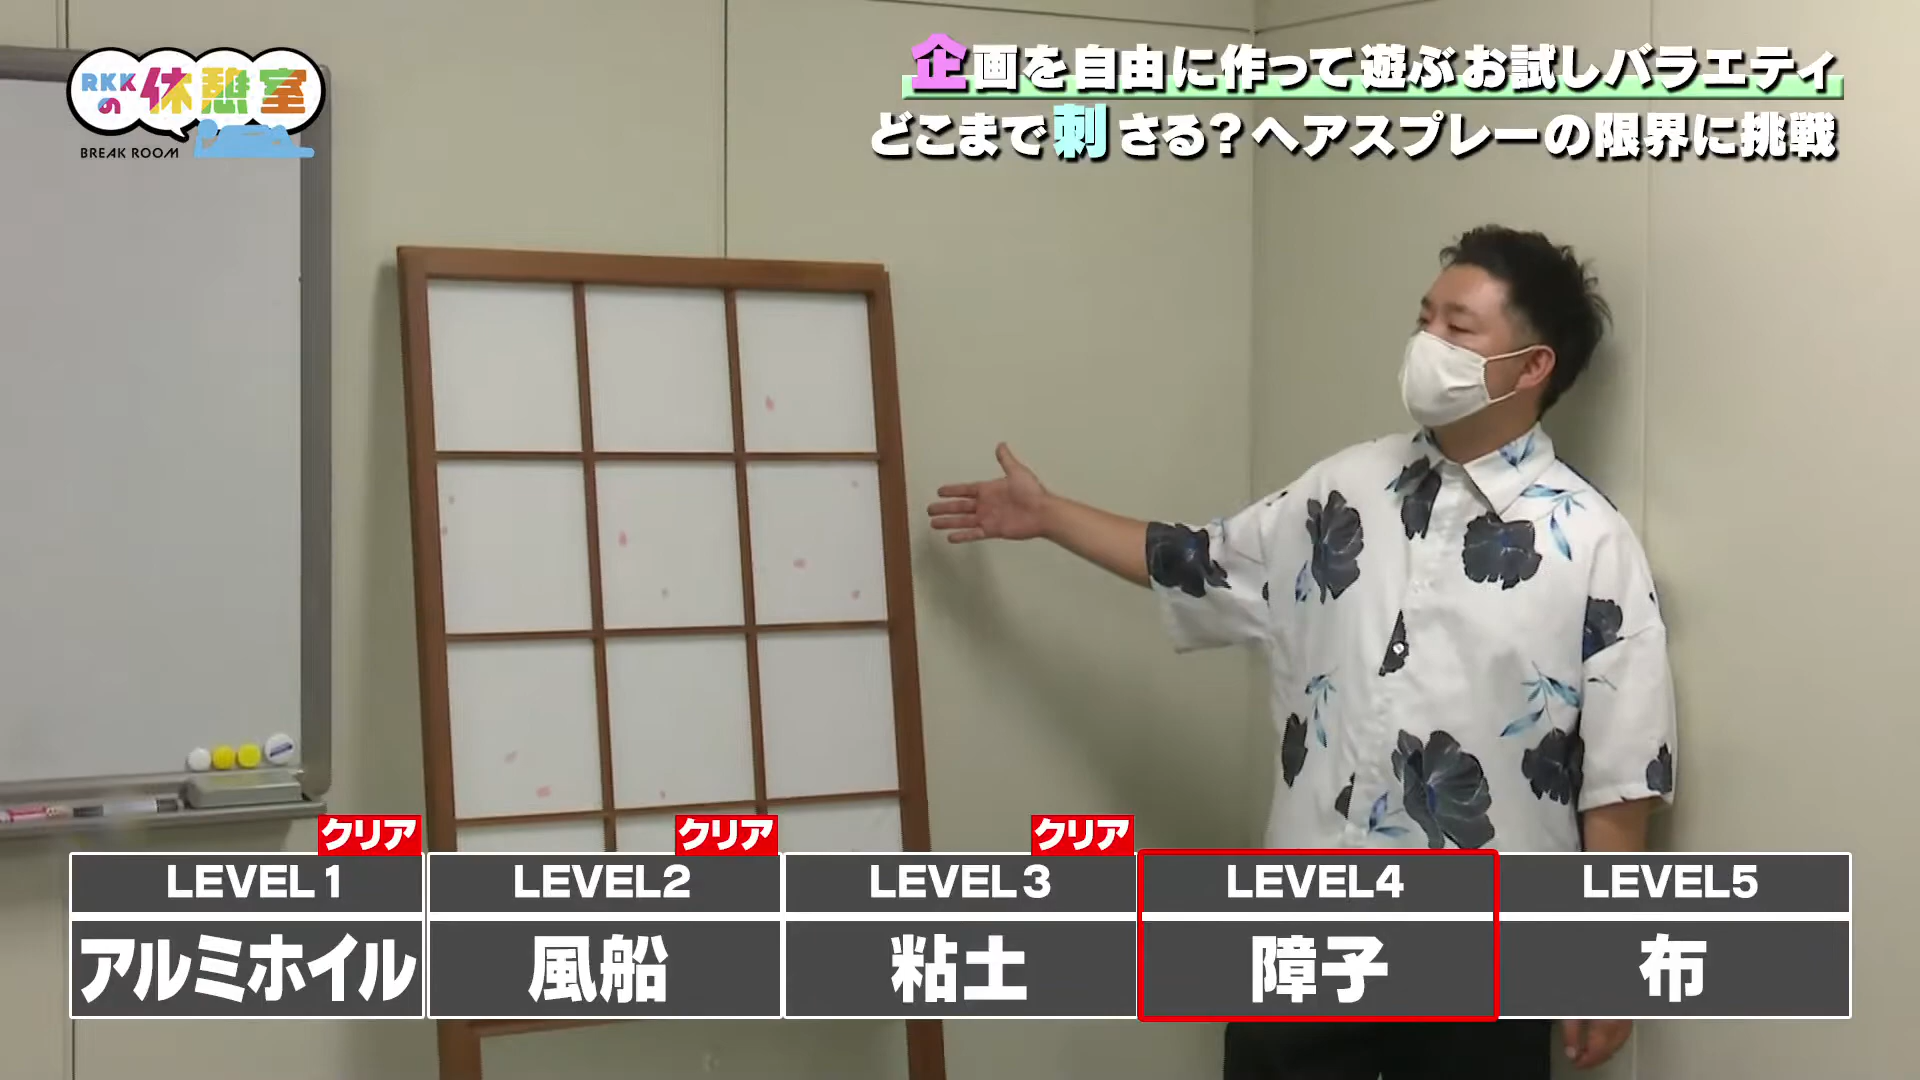 RKK
の休憩室
BREAK ROOM
企画を自由に作って遊ぶお試しバラエティ
どこまで刺さる?ヘアスプレーの限界に挑戦
クリア
クリア
クリア
LEVEL1
LEVEL2
LEVEL3
LEVEL4
LEVEL5
アルミホイル
風船
粘土
障子
布